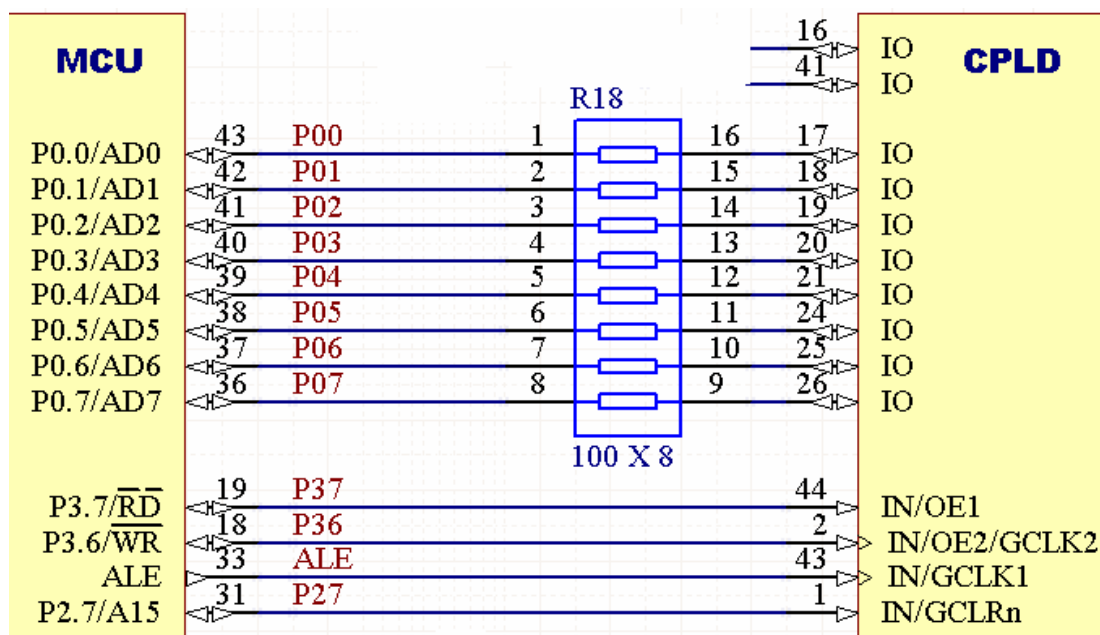 16 IO
MCU CPLD
41 IO
R18
P0.0/AD0 43 P00 1 16 17 IO
P0.1/AD1 42 P01 2 15 18 IO
P0.2/AD2 41 P02 3 14 19 IO
P0.3/AD3 40 P03 4 13 20 IO
P0.4/AD4 39 P04 5 12 21 IO
P0.5/AD5 38 P05 6 11 24 IO
P0.6/AD6 37 P06 7 10 25 IO
P0.7/AD7 36 P07 8 9 26 IO
100 X 8
P3.7/R̅D̅ 19 P37 44 IN/OE1
P3.6/W̅R̅ 18 P36 2 IN/OE2/GCLK2
ALE 33 ALE 43 IN/GCLK1
P2.7/A15 31 P27 1 IN/GCLRn